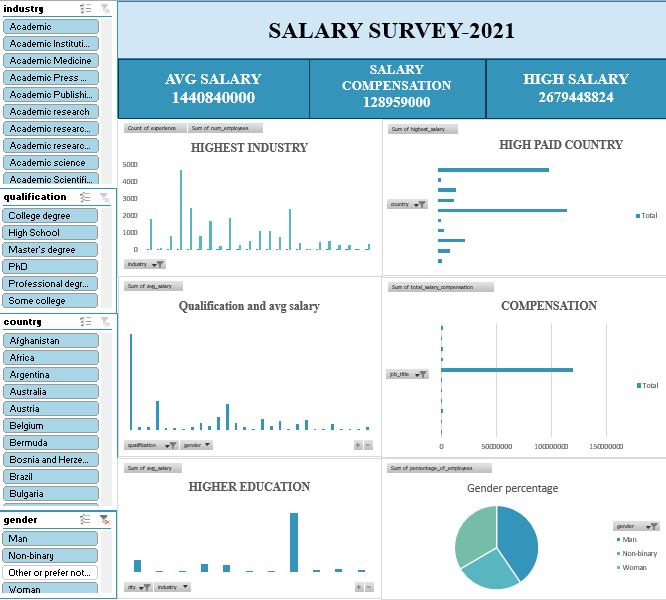 industry
Academic
Academic Instituti...
Academic Medicine
Academic Press ...
Academic Publishi...
Academic research
Academic researc...
Academic researc...
Academic science
Academic Scientifi...
qualification
College degree
High School
Master's degree
PhD
Professional degr...
Some college
country
Afghanistan
Africa
Argentina
Australia
Austria
Belgium
Bermuda
Bosnia and Herze...
Brazil
Bulgaria
gender
Man
Non-binary
Other or prefer not...
Woman
SALARY SURVEY-2021
AVG SALARY
1440840000
SALARY
COMPENSATION
128959000
HIGH SALARY
2679448824
Count of experience
Sum of num_employees
HIGHEST INDUSTRY
5000
4000
3000
2000
1000
0
industry
Sum of highest_salary
HIGH PAID COUNTRY
country
Total
Sum of avg_salary
Qualification and avg salary
qualification
gender
Sum of total_salary_compensation
COMPENSATION
job_title
Total
0
50000000
100000000
150000000
Sum of avg_salary
HIGHER EDUCATION
city
industry
Sum of percentage_of_employees
Gender percentage
gender
Man
Non-binary
Woman